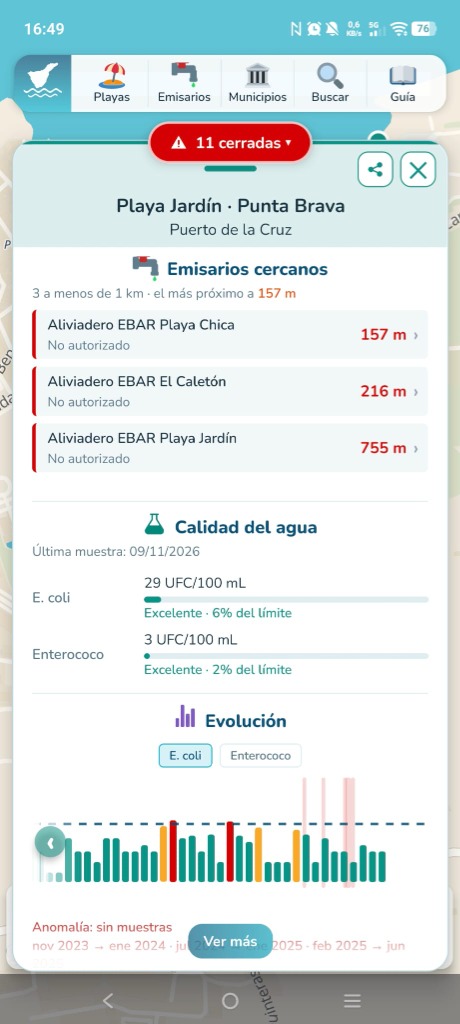 16:49
0,6 KB/s 5G 76
Playas
Emisarios
Municipios
Buscar
Guía
11 cerradas
Playa Jardín · Punta Brava
Puerto de la Cruz
Emisarios cercanos
3 a menos de 1 km · el más próximo a 157 m
Aliviadero EBAR Playa Chica
No autorizado
157 m ›
Aliviadero EBAR El Caletón
No autorizado
216 m ›
Aliviadero EBAR Playa Jardín
No autorizado
755 m ›
Calidad del agua
Última muestra: 09/11/2026
E. coli
29 UFC/100 mL
Excelente · 6% del límite
Enterococo
3 UFC/100 mL
Excelente · 2% del límite
Evolución
E. coli
Enterococo
Anomalía: sin muestras
nov 2023 → ene 2024 · 2025 · feb 2025 → jun
Ver más